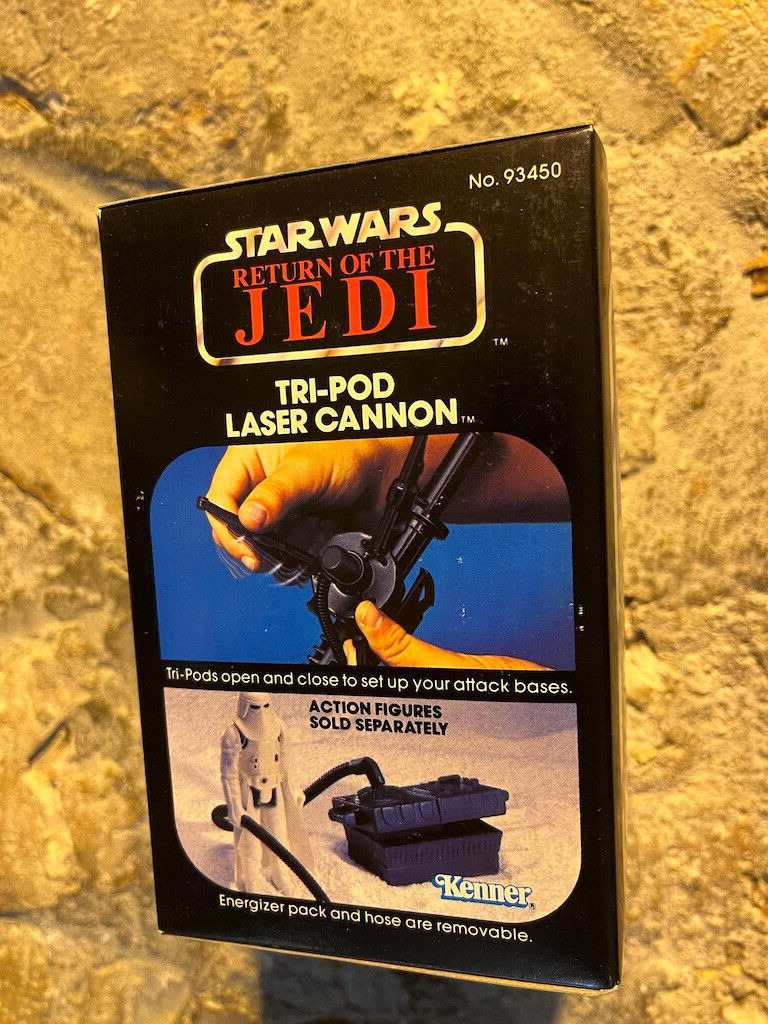 No. 93450
STAR WARS
RETURN OF THE
JEDI
TM
TRI-POD
LASER CANNON TM
Tri-Pods open and close to set up your attack bases.
ACTION FIGURES
SOLD SEPARATELY
Kenner®
Energizer pack and hose are removable.